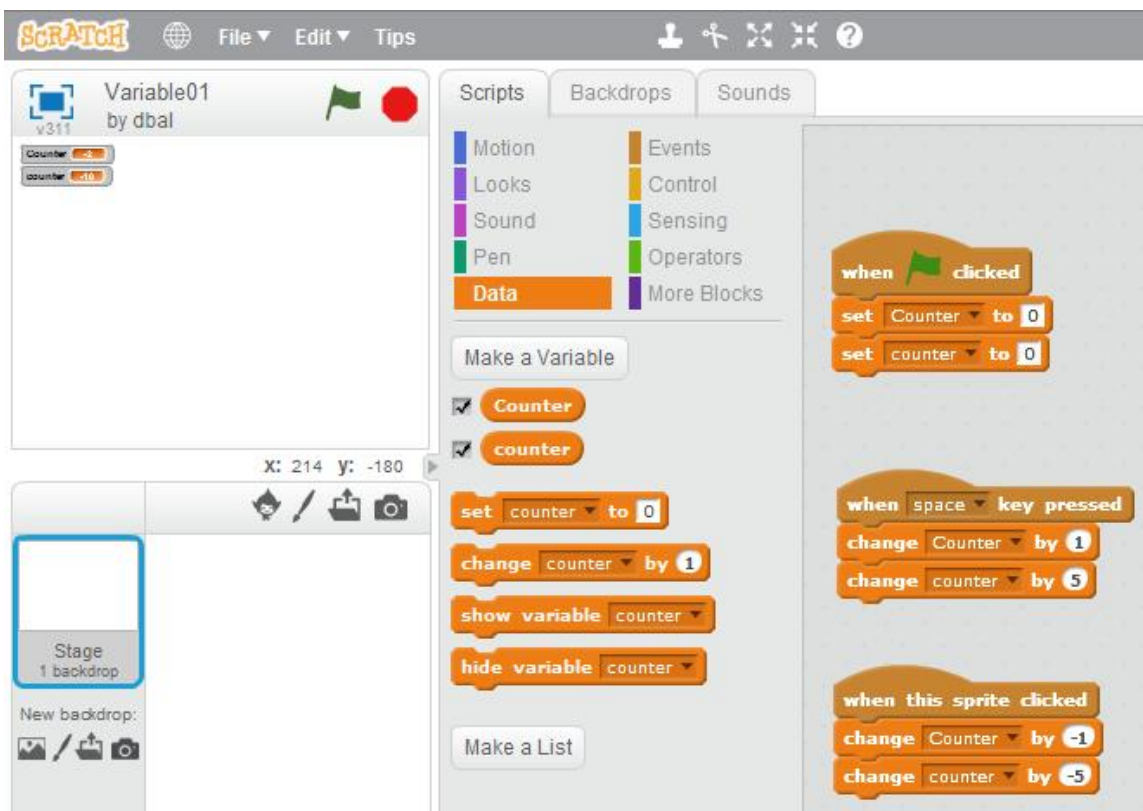 SCRATCH File ▼ Edit ▼ Tips
Variable01
by dbal
v311
Counter -2
counter -10
x: 214 y: -180
Stage
1 backdrop
New backdrop:
Scripts Backdrops Sounds
Motion Events
Looks Control
Sound Sensing
Pen Operators
Data More Blocks
Make a Variable
Counter
counter
set counter to 0
change counter by 1
show variable counter
hide variable counter
Make a List
when clicked
set Counter to 0
set counter to 0
when space key pressed
change Counter by 1
change counter by 5
when this sprite clicked
change Counter by -1
change counter by -5